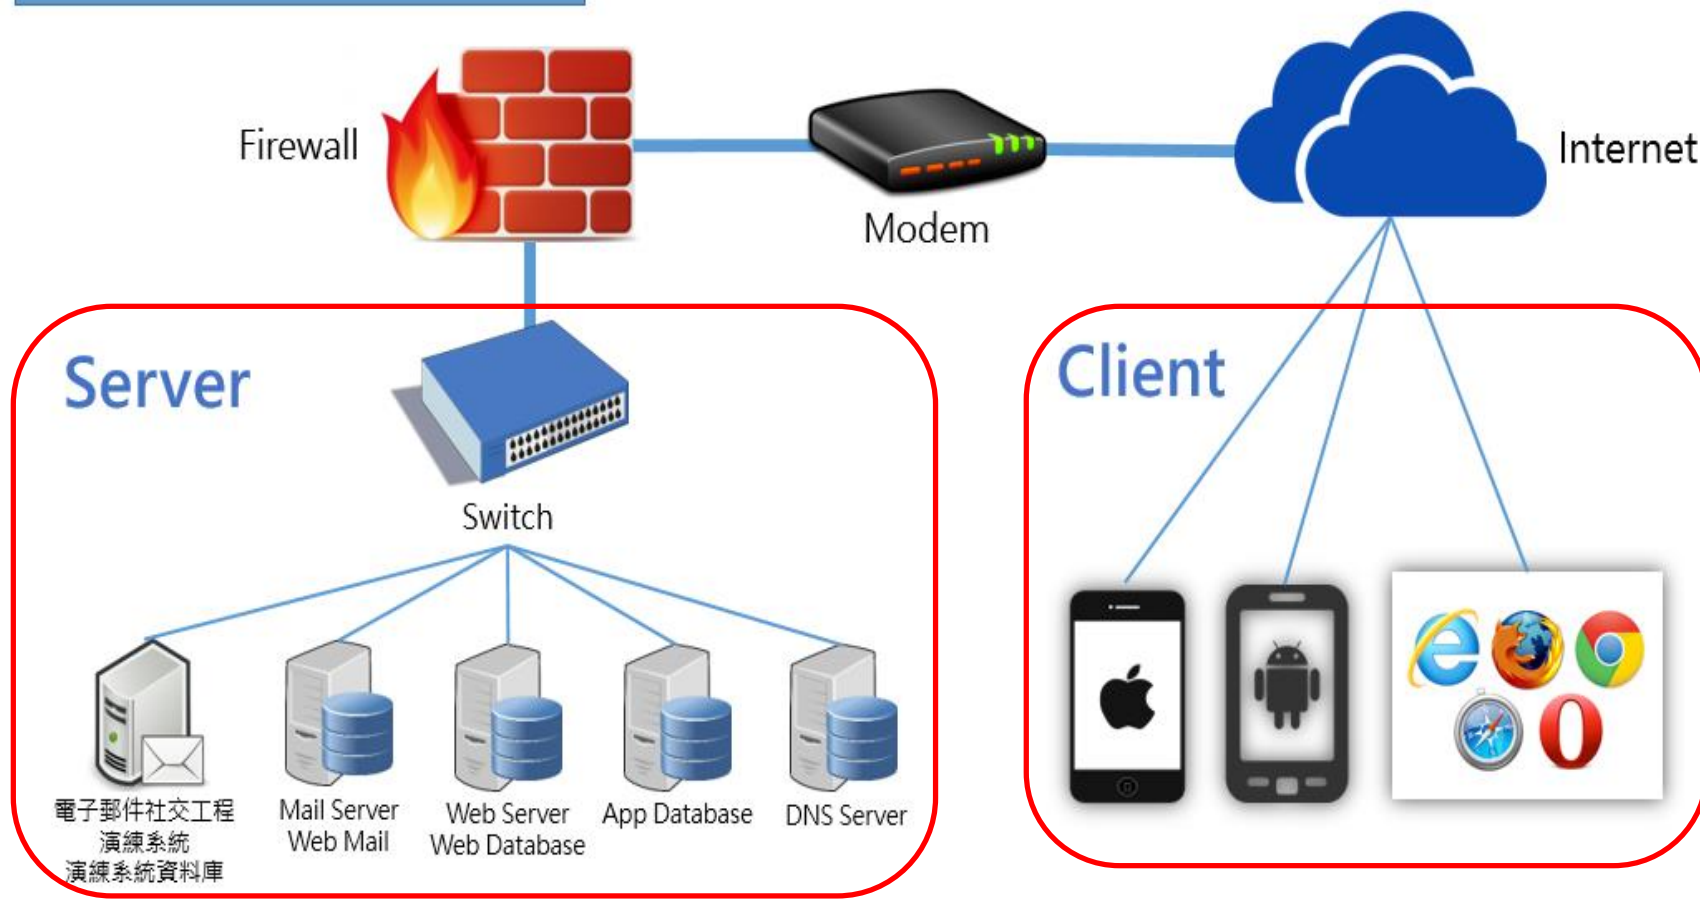 Firewall
Modem
Internet
Server
Client
Switch
電子郵件社交工程
演練系統
演練系統資料庫
Mail Server
Web Mail
Web Server
Web Database
App Database
DNS Server